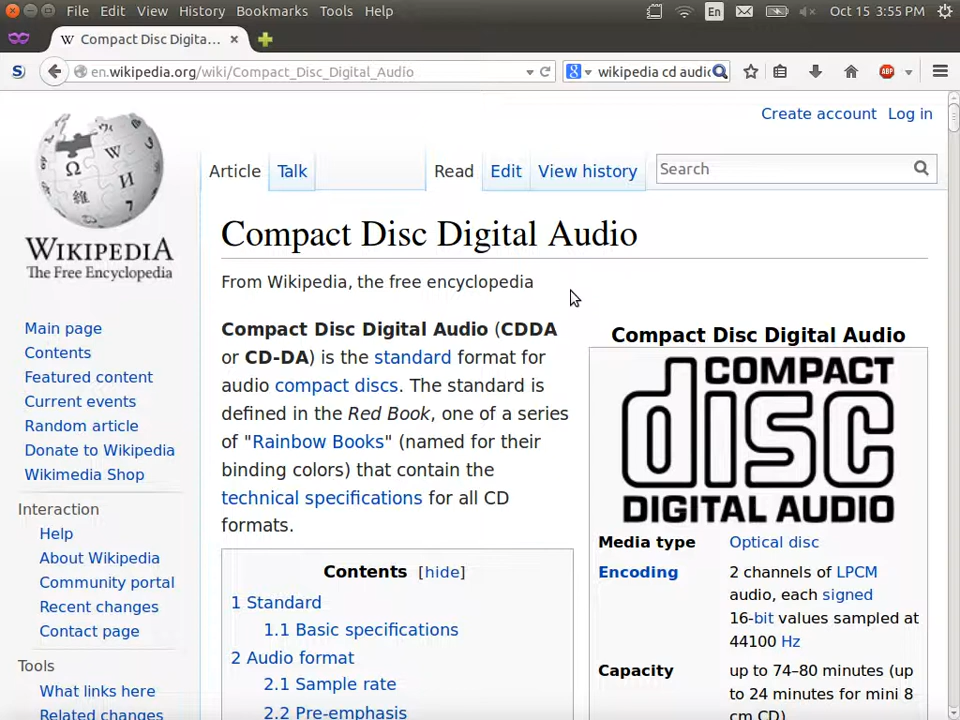 File Edit View History Bookmarks Tools Help
En
Oct 15 3:55 PM
W Compact Disc Digita...
S
en.wikipedia.org/wiki/Compact_Disc_Digital_Audio
8 wikipedia cd audio
ABP
Create account Log in
Article Talk
Read Edit View history
Search
Ω W И 維 7
WIKIPEDIA
The Free Encyclopedia
Main page
Contents
Featured content
Current events
Random article
Donate to Wikipedia
Wikimedia Shop
Interaction
Help
About Wikipedia
Community portal
Recent changes
Contact page
Tools
What links here
Related changes
Compact Disc Digital Audio
From Wikipedia, the free encyclopedia
Compact Disc Digital Audio (CDDA
or CD-DA) is the standard format for
audio compact discs. The standard is
defined in the Red Book, one of a series
of "Rainbow Books" (named for their
binding colors) that contain the
technical specifications for all CD
formats.
Contents [hide]
1 Standard
1.1 Basic specifications
2 Audio format
2.1 Sample rate
2.2 Pre-emphasis
Compact Disc Digital Audio
COMPACT
disc
DIGITAL AUDIO
Media type Optical disc
Encoding 2 channels of LPCM
audio, each signed
16-bit values sampled at
44100 Hz
Capacity up to 74–80 minutes (up
to 24 minutes for mini 8
cm CD)